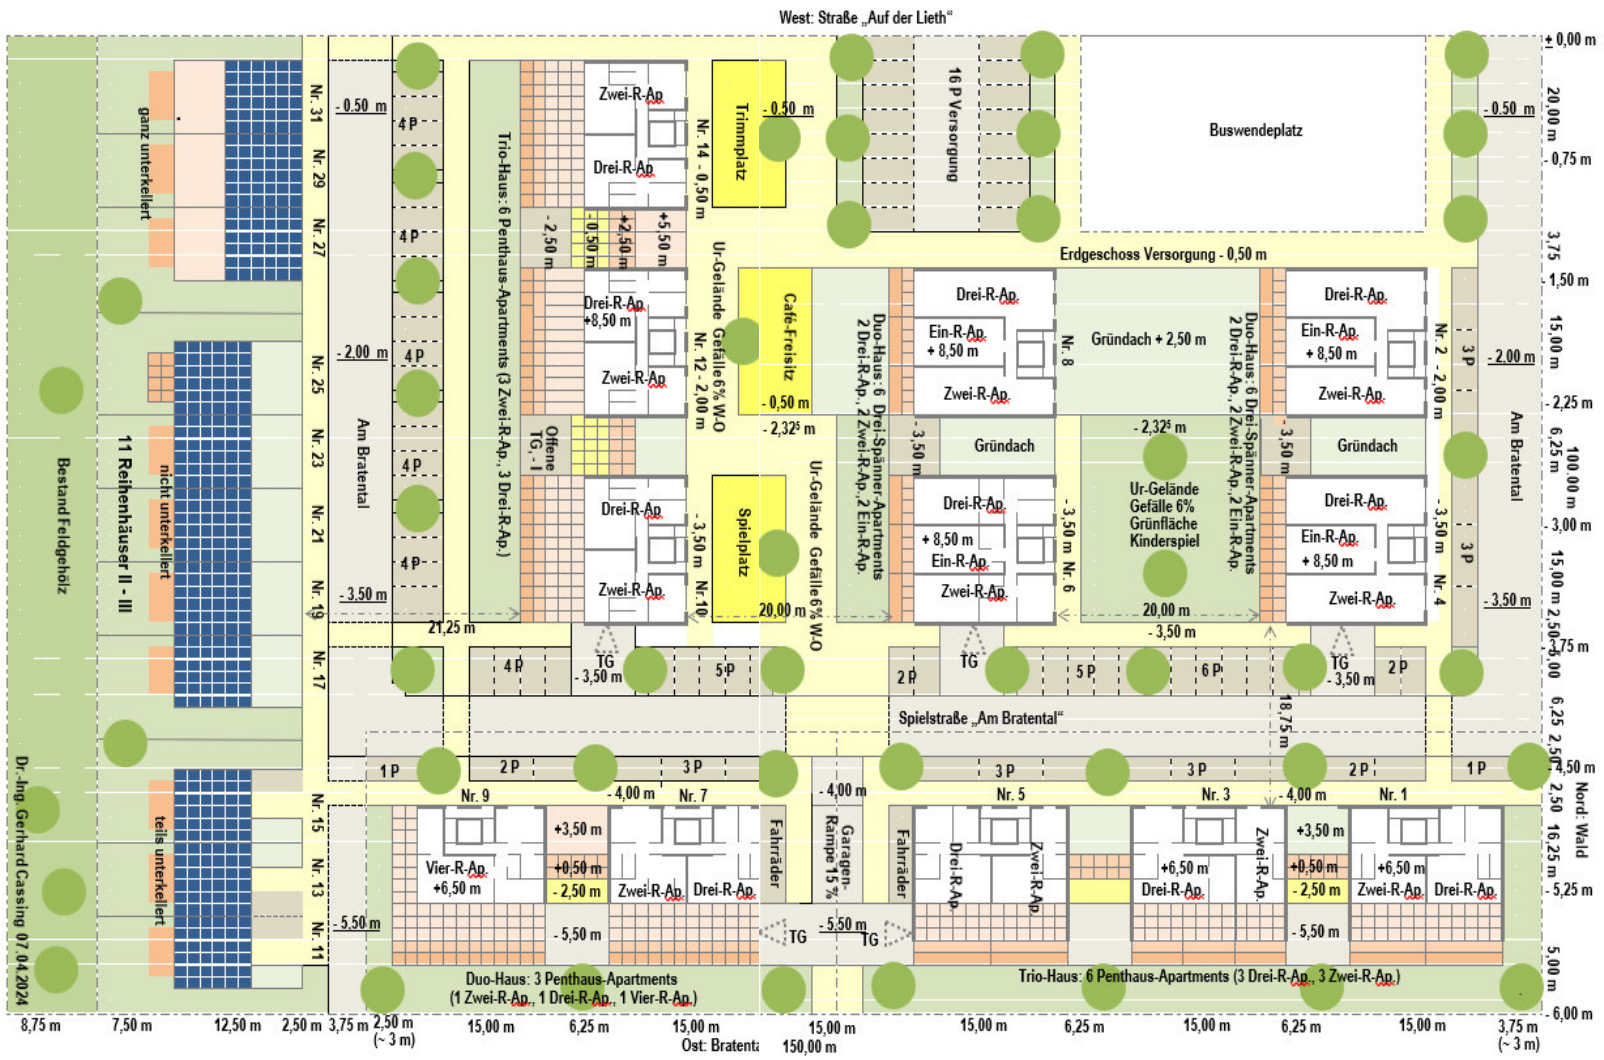 West: Straße „Auf der Lieth“
± 0,00 m
Nr. 31
- 0.50 m
4 P
Zwei-R-Ap.
Drei-R-Ap.
Nr. 14 - 0,50 m
Trimmplatz
- 0.50 m
16 P Versorgung
Buswendeplatz
- 0.50 m
20,00 m
- 0,75 m
ganz unterkellert
Nr. 29
Nr. 27
4 P
Trio-Haus: 6 Penthaus-Apartments (3 Zwei-R-Ap., 3 Drei-R-Ap.)
- 2,50 m
- 0,50 m
+2,50 m
+5,50 m
Ur-Gelände Gefälle 6% W-O
Erdgeschoss Versorgung - 0,50 m
3,75
- 1,50 m
Drei-R-Ap.
+8,50 m
Zwei-R-Ap.
Nr. 12 - 2,00 m
Café-Freisitz
- 0,50 m
- 2,32⁵ m
Duo-Haus: 6 Drei-Spänner-Apartments
2 Drei-R-Ap., 2 Zwei-R-Ap., 2 Ein-R-Ap.
Drei-R-Ap.
Ein-R-Ap.
+ 8,50 m
Zwei-R-Ap.
Nr. 8
Gründach + 2,50 m
Duo-Haus: 6 Drei-Spänner-Apartments
2 Drei-R-Ap., 2 Zwei-R-Ap., 2 Ein-R-Ap.
Drei-R-Ap.
Ein-R-Ap.
+ 8,50 m
Zwei-R-Ap.
Nr. 2 - 2,00 m
3 P
- 2.00 m
15,00 m
- 2,25 m
- 2,00 m
4 P
Nr. 25
Nr. 23
Am Bratental
4 P
Offene
TG, - I
- 3,50 m
Gründach
- 2,32⁵ m
- 3,50 m
Gründach
Am Bratental
6,25 m
100,00 m
Bestand Feldgehölz
11 Reihenhäuser II - III
nicht unterkellert
Nr. 21
Nr. 19
4 P
- 3.50 m
Drei-R-Ap.
Zwei-R-Ap.
- 3,50 m Nr.10
Spielplatz
Ur-Gelände Gefälle 6% W-O
Drei-R-Ap.
+ 8,50 m
Ein-R-Ap.
Zwei-R-Ap.
- 3,50 m Nr. 6
Ur-Gelände
Gefälle 6%
Grünfläche
Kinderspiel
Drei-R-Ap.
Ein-R-Ap.
+ 8,50 m
Zwei-R-Ap.
- 3,50 m Nr. 4
3 P
- 3,50 m
- 3,00 m
15,00 m
21,25 m
20,00 m
20,00 m
- 3,50 m
2,50
- 3,75 m
5,00
Nr. 17
4 P
TG
- 3,50 m
5 P
2 P
TG
5 P
6 P
TG
- 3,50 m
2 P
18,75 m
Spielstraße „Am Bratental“
6,25
2,50
1 P
2 P
3 P
3 P
3 P
2 P
1 P
- 4,50 m
Nr. 9
- 4,00 m
Nr. 7
- 4,00 m
Nr. 5
Nr. 3
- 4,00 m
Nr. 1
2,50
Nord: Wald
Dr.-Ing. Gerhard Cassing 07.04.2024
teils unterkellert
Nr. 15
Nr. 13
Nr. 11
- 5.50 m
Vier-R-Ap.
+6,50 m
+3,50 m
+0,50 m
- 2,50 m
- 5,50 m
Zwei-R-Ap.
Drei-R-Ap.
Fahrräder
Garagen-
Rampe 15 %
Fahrräder
TG
- 5.50 m
TG
Drei-R-Ap.
Zwei-R-Ap.
+6,50 m
Drei-R-Ap.
Zwei-R-Ap.
+3,50 m
+0,50 m
- 2,50 m
- 5,50 m
+6,50 m
Zwei-R-Ap.
Drei-R-Ap.
16,25 m
- 5,25 m
5,00 m
Duo-Haus: 3 Penthaus-Apartments
(1 Zwei-R-Ap., 1 Drei-R-Ap., 1 Vier-R-Ap.)
Trio-Haus: 6 Penthaus-Apartments (3 Drei-R-Ap., 3 Zwei-R-Ap.)
- 6,00 m
8,75 m
7,50 m
12,50 m
2,50 m
3,75 m
2,50 m
(~ 3 m)
15,00 m
6,25 m
15,00 m
15,00 m
15,00 m
6,25 m
15,00 m
6,25 m
15,00 m
3,75 m
(~ 3 m)
Ost: Bratenta
150,00 m